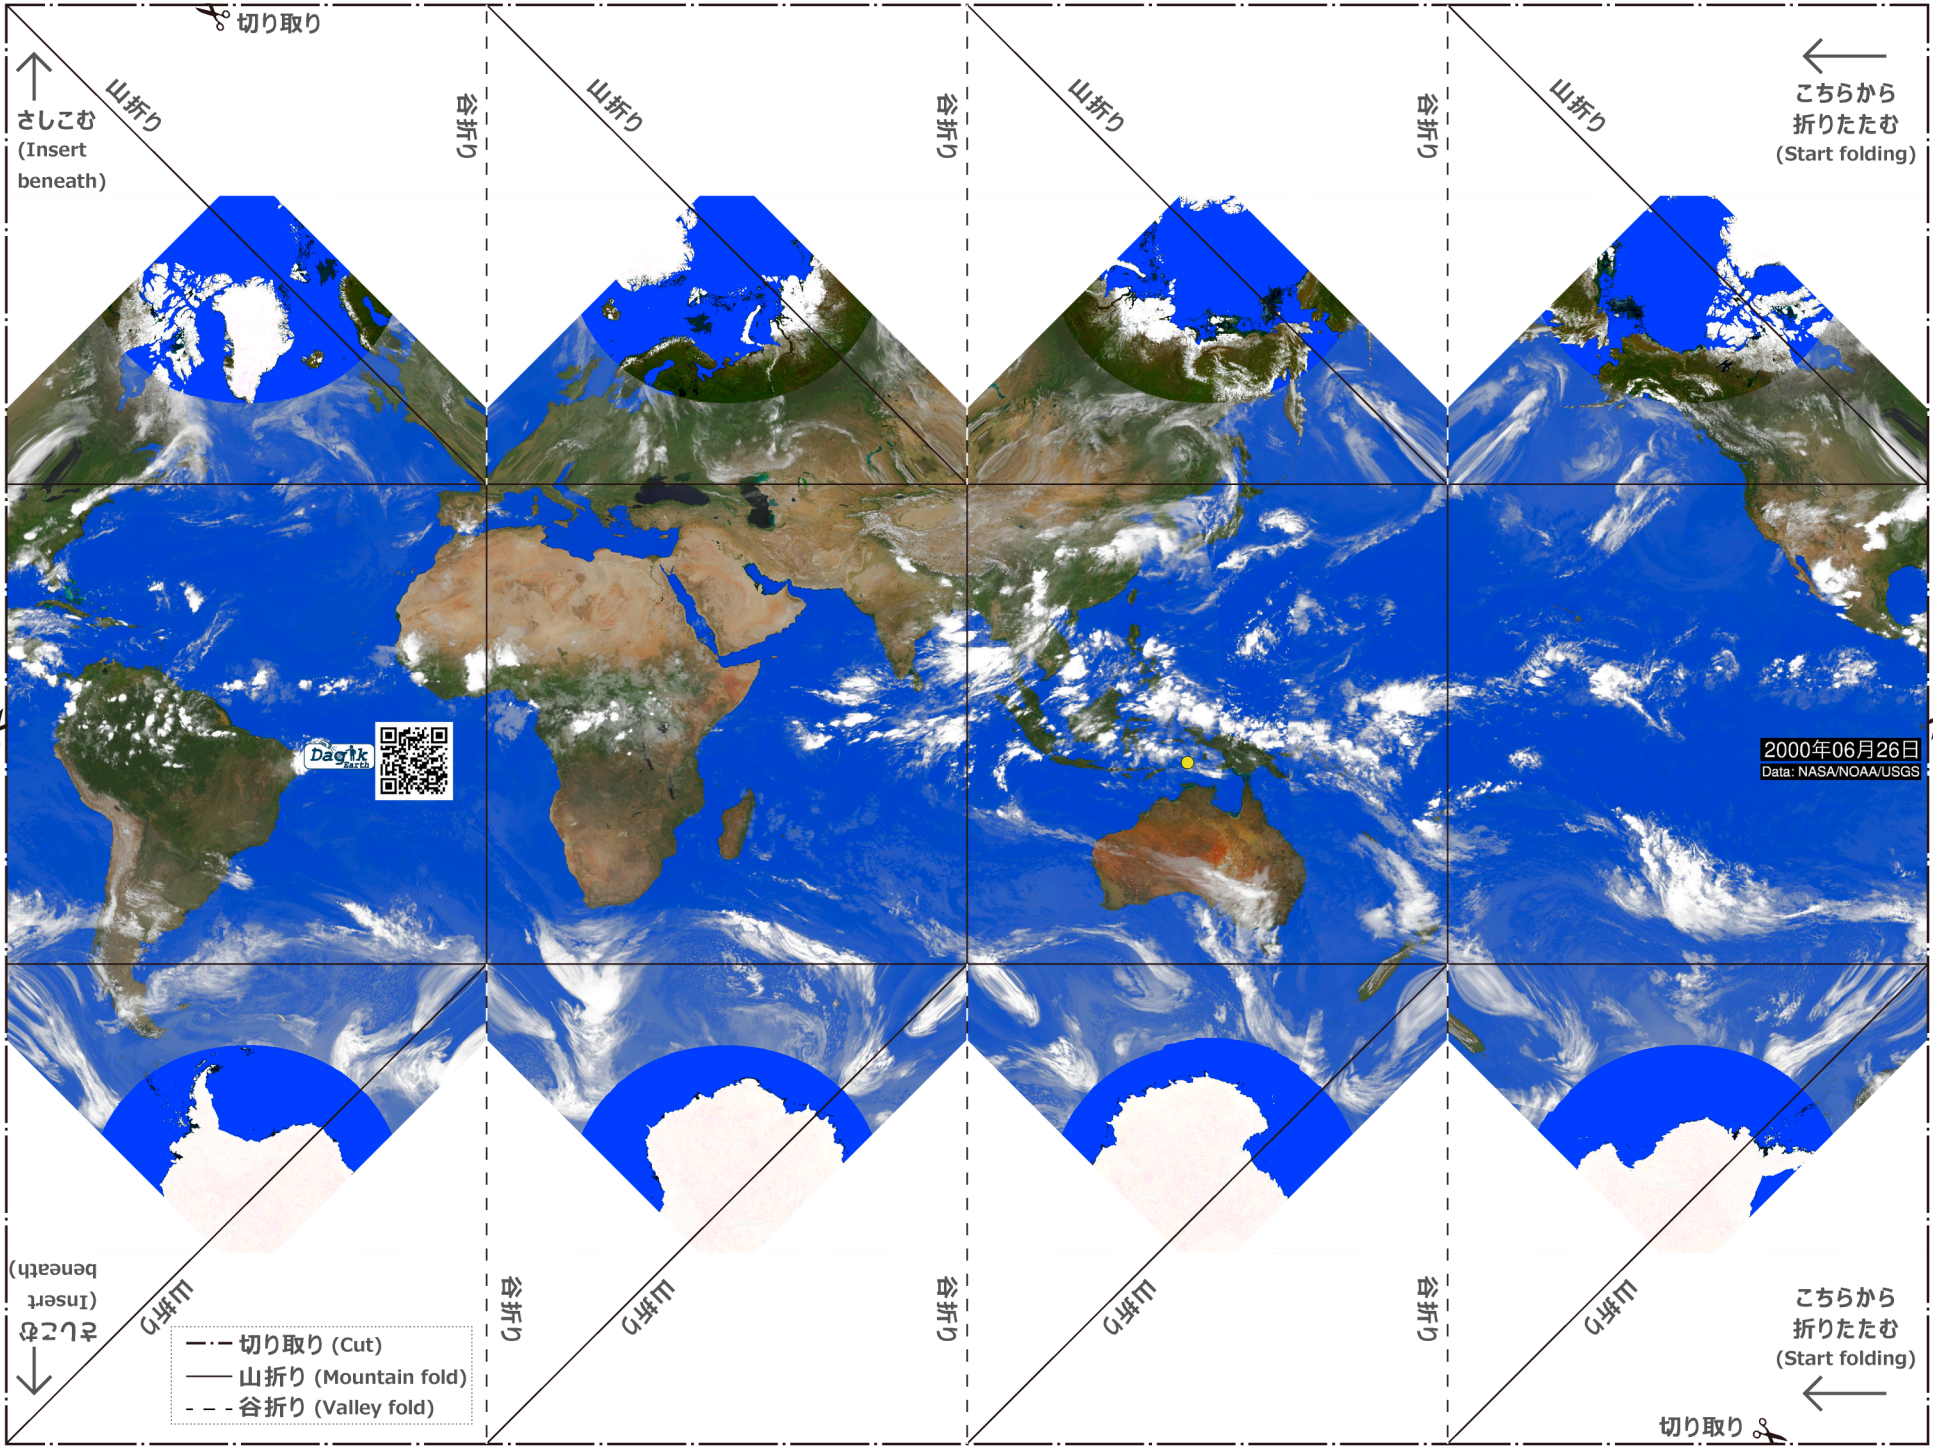 切り取り
山折り
谷折り
山折り
谷折り
山折り
谷折り
山折り
さしこむ
(Insert
beneath)
こちらから
折りたたむ
(Start folding)
Dagik
Earth
2000年06月26日
Data: NASA/NOAA/USGS
さしこむ
(Insert
beneath)
山折り
谷折り
山折り
谷折り
山折り
谷折り
山折り
こちらから
折りたたむ
(Start folding)
切り取り (Cut)
山折り (Mountain fold)
谷折り (Valley fold)
切り取り